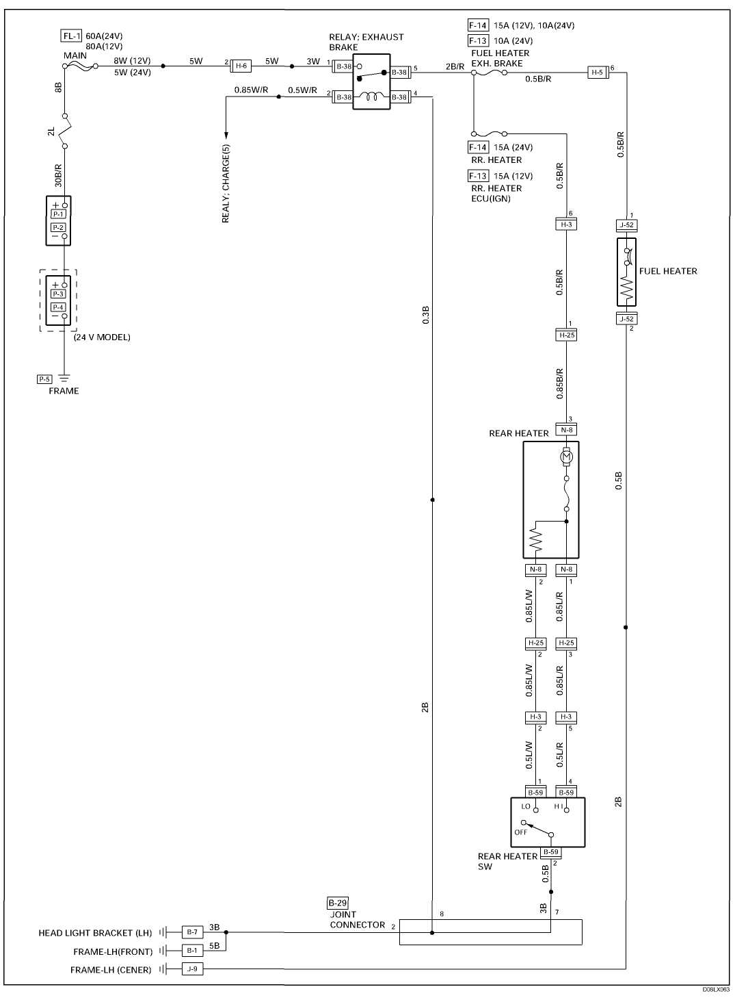 FL-1 60A(24V)
80A(12V)
MAIN
8W (12V)
5W (24V)
5W
2
H-6
5W
3W
1
B-38
RELAY; EXHAUST
BRAKE
B-38
5
2B/R
F-14 15A (12V), 10A(24V)
F-13 10A (24V)
FUEL HEATER
EXH. BRAKE
0.5B/R
H-5
6
8B
2L
30B/R
0.85W/R
0.5W/R
2
B-38
B-38
4
REALY; CHARGE(5)
F-14 15A (24V)
RR. HEATER
F-13 15A (12V)
RR. HEATER
ECU(IGN)
0.5B/R
0.5B/R
+
P-1
P-2
−
+
P-3
P-4
−
(24 V MODEL)
P-5
FRAME
6
H-3
1
J-52
FUEL HEATER
J-52
2
0.5B/R
0.3B
1
H-25
0.85B/R
3
N-8
REAR HEATER
M
0.5B
N-8
2
N-8
1
0.85L/W
0.85L/R
H-25
2
H-25
3
0.85L/W
0.85L/R
2B
H-3
2
H-3
5
0.5L/W
0.5L/R
1
B-59
4
B-59
LO
HI
OFF
2B
REAR HEATER
SW
B-59
2
0.5B
3B
7
8
B-29
JOINT
CONNECTOR
2
HEAD LIGHT BRACKET (LH)
B-7
3B
FRAME-LH(FRONT)
B-1
5B
FRAME-LH (CENER)
J-9
D08LX063